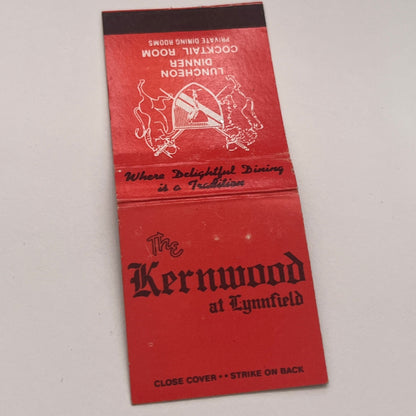 LUNCHEON
DINNER
COCKTAIL ROOM
PRIVATE DINING ROOMS
Where Delightful Dining
is a Tradition
The
Kernwood
at Lynnfield
CLOSE COVER • • STRIKE ON BACK